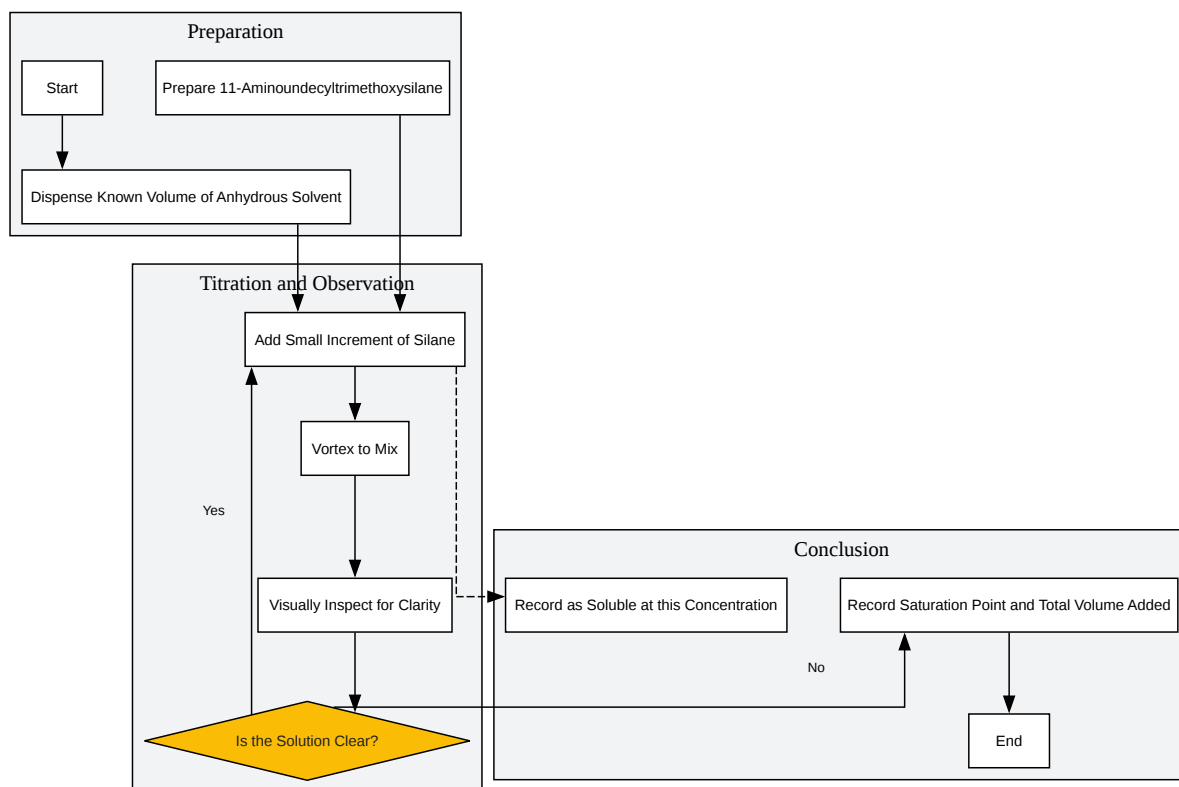 Preparation
Start
Prepare 11-Aminoundecyltrimethoxysilane
Dispense Known Volume of Anhydrous Solvent
Titration and Observation
Add Small Increment of Silane
Vortex to Mix
Yes
Conclusion
Visually Inspect for Clarity
Record as Soluble at this Concentration
Record Saturation Point and Total Volume Added
No
Is the Solution Clear?
End